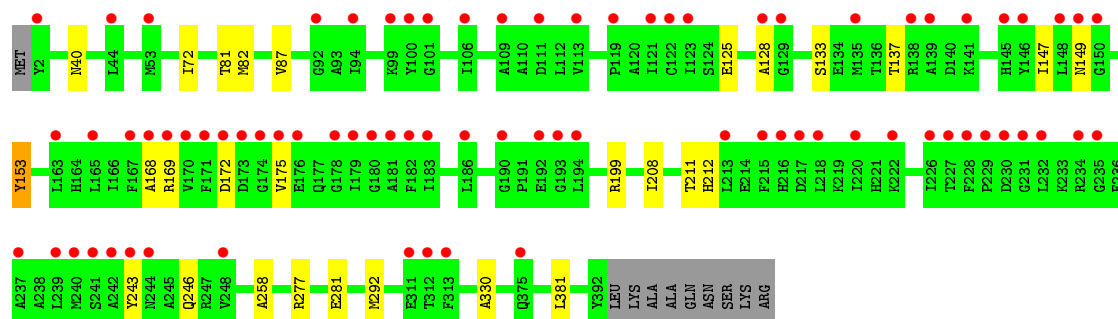 MET Y2 N40 L44 M53 I72 T81 M82 V87 G92 A93 I94 K99 Y100 G101 I106 A109 A110 D111 L112 V113 P119 A120 I121 C122 I123 S124 E125 A128 G129 S133 E134 M135 T136 T137 R138 A139 D140 K141 H145 Y146 I147 L148 N149 G150
Y153 L163 H164 L165 I166 F167 A168 R169 V170 F171 D172 D173 G174 V175 E176 Q177 G178 I179 G180 A181 F182 I183 L186 G190 P191 E192 G193 L194 R199 I208 T211 H212 L213 E214 F215 H216 D217 L218 K219 I220 H221 K222 I226 T227 F228 P229 D230 G231 L232 K233 R234 G235
A237 A238 L239 M240 S241 A242 Y243 N244 A245 Q246 R247 V248 A258 R277 E281 M292 E311 T312 F313 A330 Q375 L381 Y392 LEU LYS ALA ALA GLN ASN SER LYS ARG